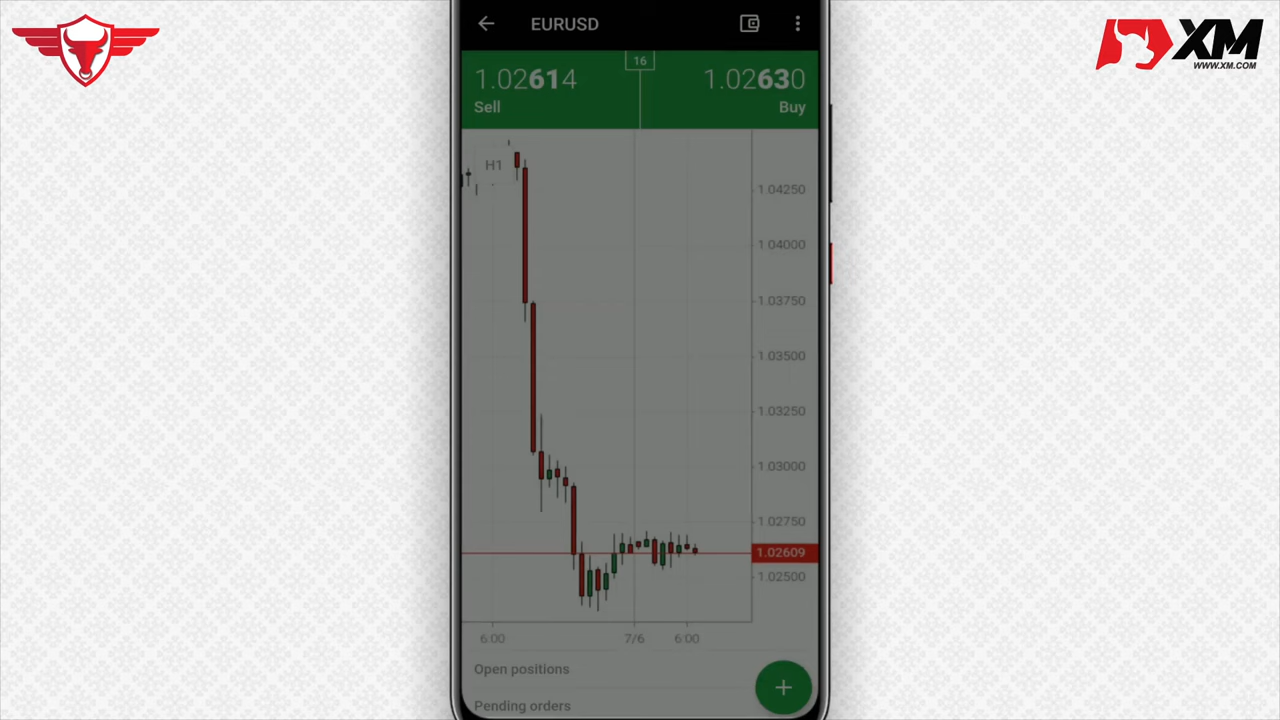 EURUSD
XM
WWW.XM.COM
16
1.02614
1.02630
Sell
Buy
H1
1.04250
1.04000
1.03750
1.03500
1.03250
1.03000
1.02750
1.02609
1.02500
6:00
7/6
6:00
Open positions
Pending orders